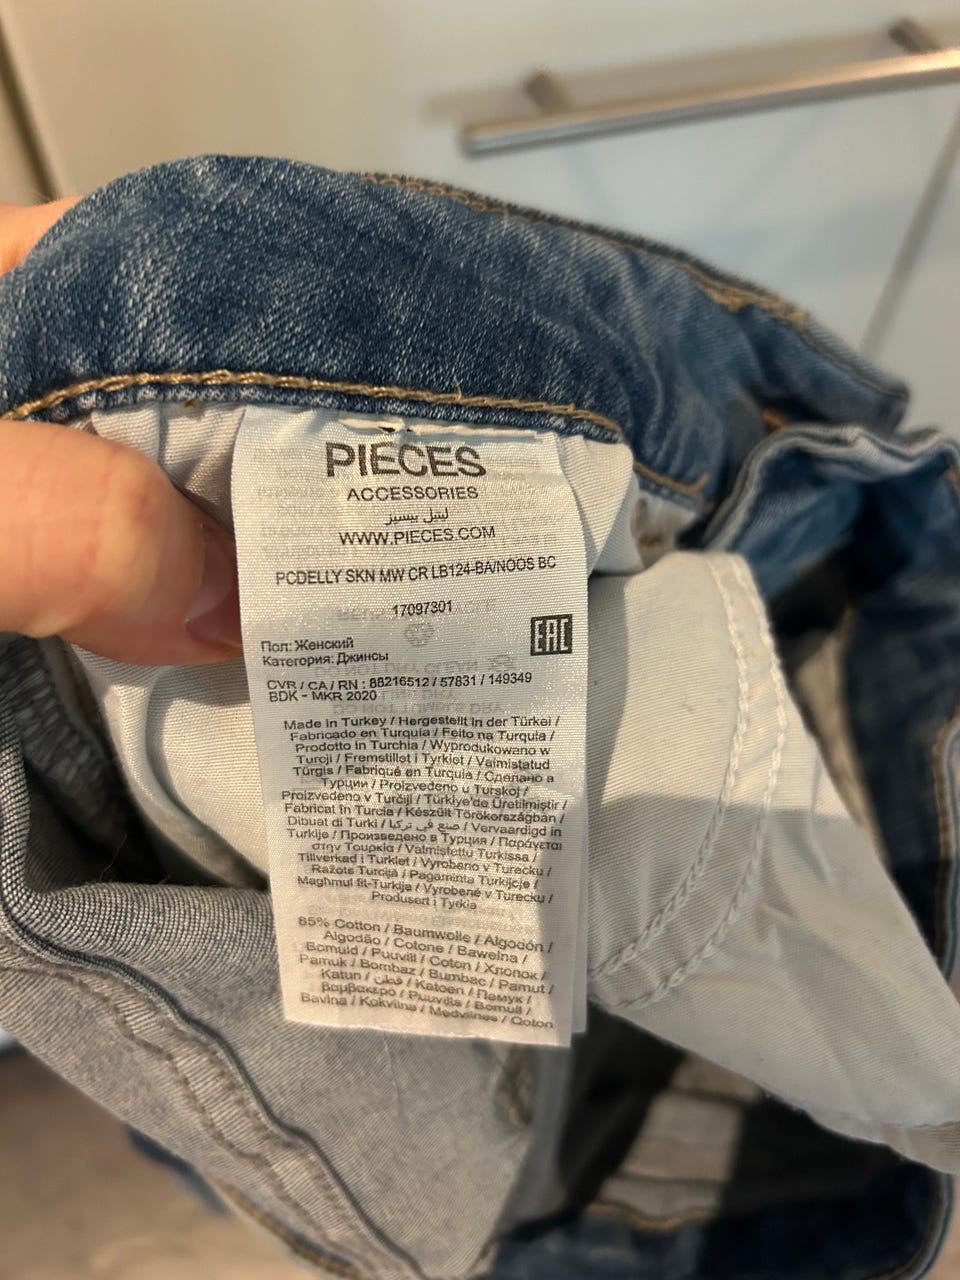 PIECES
ACCESSORIES
ليبل بيسيز
WWW.PIECES.COM
PCDELLY SKN MW CR LB124-BA/NOOS BC
17097301
EAC
Пол: Женский
Категория: Джинсы
CVR / CA / RN : 88216512 / 57831 / 149349
BDK - MKR 2020
Made in Turkey / Hergestellt in der Türkei /
Fabricado en Turquía / Feito na Turquia /
Prodotto in Turchia / Wyprodukowano w
Turcji / Fremstillet i Tyrkiet / Valmistatud
Türgis / Fabriqué en Turquie / Сделано в
Турции / Proizvedeno u Turskoj /
Proizvedeno v Turčiji / Türkiye'de Üretilmiştir /
Fabricat în Turcia / Készült Törökországban /
Dibuat di Turki / صنع في تركيا / Vervaardigd in
Turkije / Произведено в Турция / Παράγεται
στην Τουρκία / Valmistettu Turkissa /
Tillverkad i Turkiet / Vyrobeno v Turecku /
Ražots Turcijā / Pagaminta Turkijoje /
Magħmul fit-Turkija / Vyrobené v Turecku /
Produsert i Tyrkia
85% Cotton / Baumwolle / Algodón /
Algodão / Cotone / Bawełna /
Bomuld / Puuvill / Coton / Хлопок /
Pamuk / Bombaž / Bumbac / Pamut /
Katun / قطن / Katoen / Памук /
βαμβακερό / Puuvilla / Bomull /
Bavlna / Kokvilna / Medvilnės / Qoton